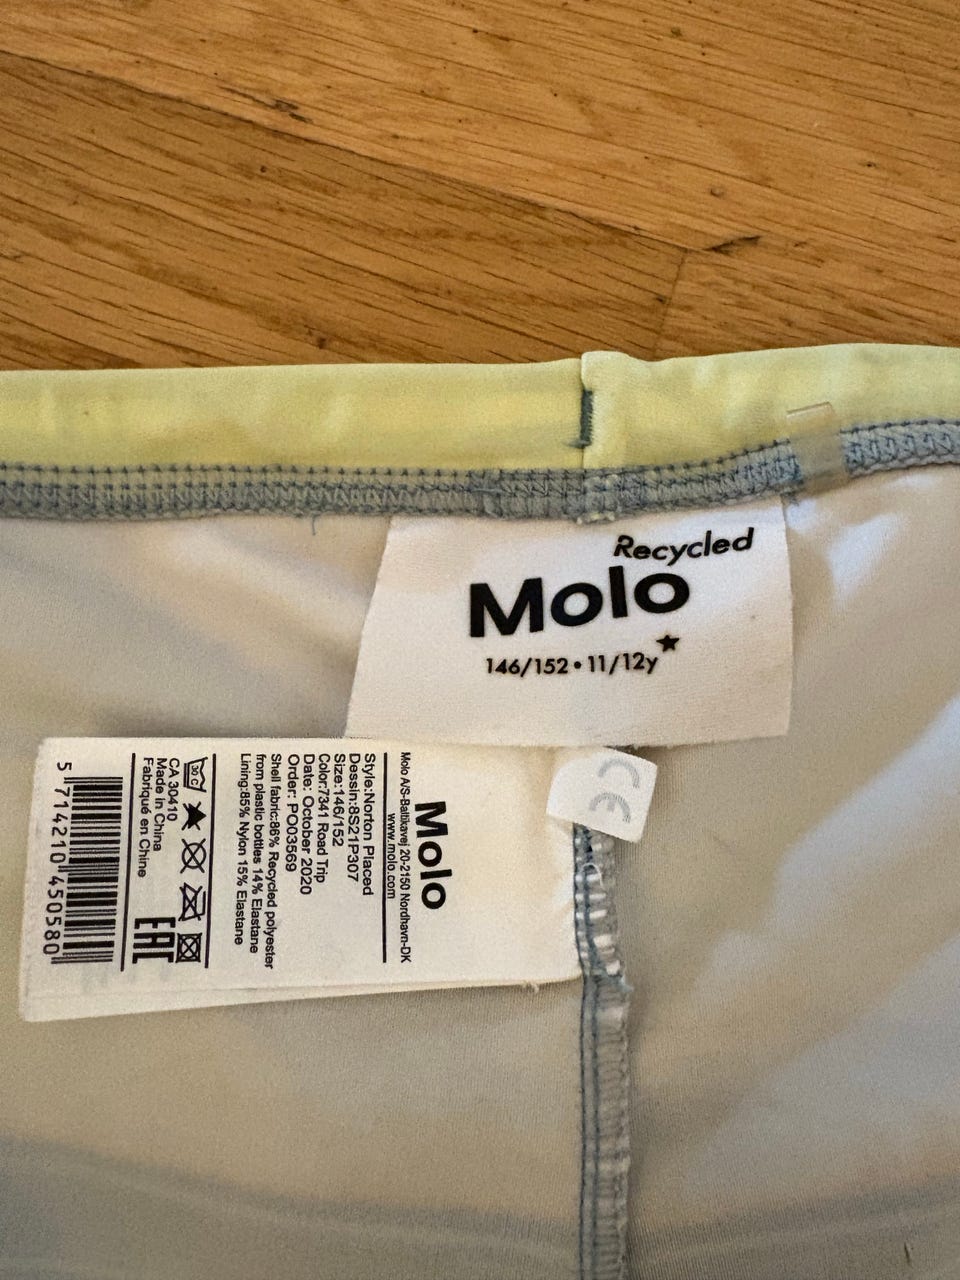 Recycled
Molo
146/152 • 11/12y
CE
Molo
Molo A/S-Baltikavej 20-2150 Nordhavn-DK
www.molo.com
Style:Norton Placed
Dessin:8S21P307
Size:146/152
Color:7341 Road Trip
Date: October 2020
Order: PO03569
Shell fabric:86% Recycled polyester
from plastic bottles 14% Elastane
Lining:85% Nylon 15% Elastane
30C
CA 30410
Made in China
Fabriqué en Chine
EAC
5 714210 450580